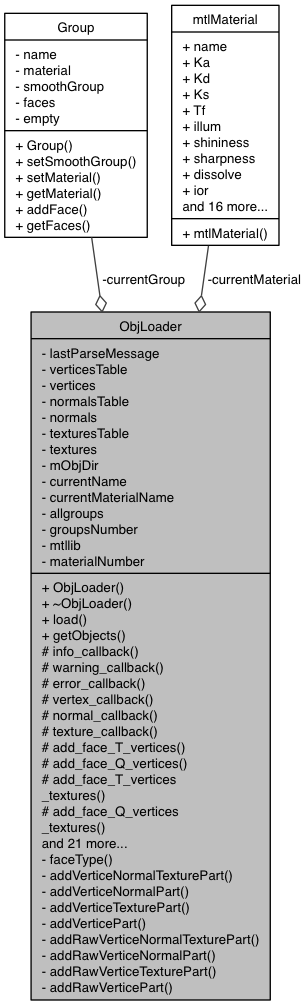 Group
- name
- material
- smoothGroup
- faces
- empty
+ Group()
+ setSmoothGroup()
+ setMaterial()
+ getMaterial()
+ addFace()
+ getFaces()
mtlMaterial
+ name
+ Ka
+ Kd
+ Ks
+ Tf
+ illum
+ shininess
+ sharpness
+ dissolve
+ ior
and 16 more...
+ mtlMaterial()
-currentGroup
-currentMaterial
ObjLoader
- lastParseMessage
- verticesTable
- vertices
- normalsTable
- normals
- texturesTable
- textures
- mObjDir
- currentName
- currentMaterialName
- allgroups
- groupsNumber
- mtllib
- materialNumber
+ ObjLoader()
+ ~ObjLoader()
+ load()
+ getObjects()
# info_callback()
# warning_callback()
# error_callback()
# vertex_callback()
# normal_callback()
# texture_callback()
# add_face_T_vertices()
# add_face_Q_vertices()
# add_face_T_vertices
_textures()
# add_face_Q_vertices
_textures()
and 21 more...
- faceType()
- addVerticeNormalTexturePart()
- addVerticeNormalPart()
- addVerticeTexturePart()
- addVerticePart()
- addRawVerticeNormalTexturePart()
- addRawVerticeNormalPart()
- addRawVerticeTexturePart()
- addRawVerticePart()